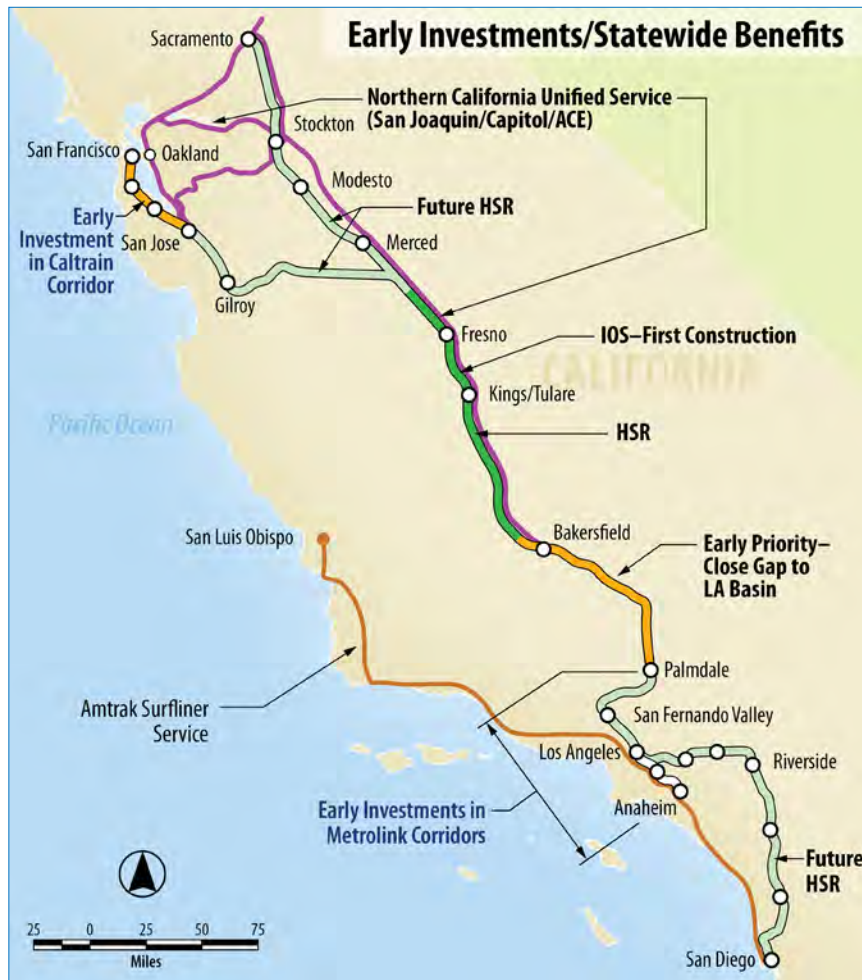 Early Investments/Statewide Benefits
Sacramento
Northern California Unified Service
(San Joaquin/Capitol/ACE)
Stockton
San Francisco
Oakland
Modesto
Early
Investment
in Caltrain
Corridor
San Jose
Future HSR
Merced
Gilroy
Fresno
IOS–First Construction
CALIFORNIA
Kings/Tulare
Pacific Ocean
HSR
San Luis Obispo
Bakersfield
Early Priority–
Close Gap to
LA Basin
Palmdale
Amtrak Surfliner
Service
San Fernando Valley
Los Angeles
Riverside
Early Investments in
Metrolink Corridors
Anaheim
Future
HSR
25 0 25 50 75
Miles
San Diego